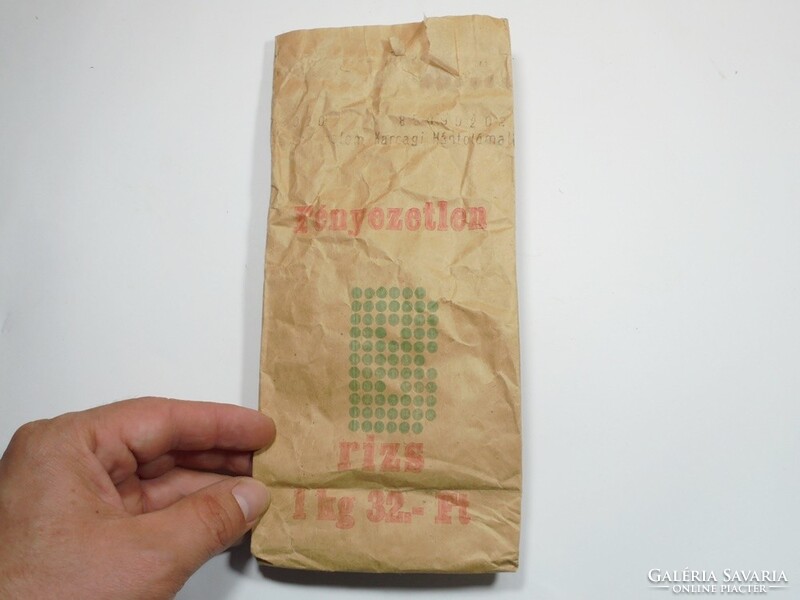 fényezetlen
B
rizs
1 kg 32.- Ft
GALÉRIA SAVARIA
ONLINE PIACTÉR